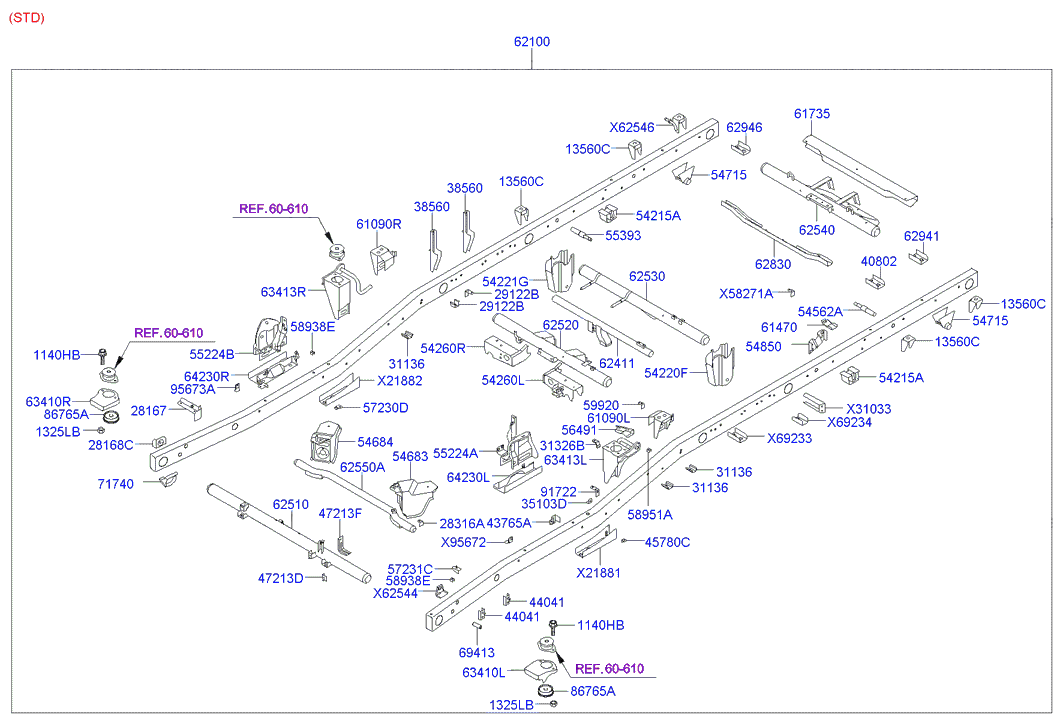 (STD)
62100
61735
X62546
62946
13560C
54715
13560C
38560
38560
REF.60-610
61090R
54215A
55393
62540
62941
62830
40802
54221G
62530
63413R
29122B
29122B
X58271A
13560C
54562A
54715
61470
58938E
62520
REF.60-610
54850
13560C
1140HB
55224B
54260R
31136
62411
64230R
X21882
54260L
54220F
54215A
95673A
63410R
57230D
59920
X31033
86765A
28167
61090L
X69234
1325LB
56491
X69233
28168C
54684
31326B
55224A
54683
63413L
62550A
31136
71740
64230L
31136
91722
62510
35103D
47213F
58951A
28316A
43765A
X95672
45780C
57231C
X21881
47213D
58938E
X62544
44041
44041
1140HB
69413
63410L
REF.60-610
86765A
1325LB